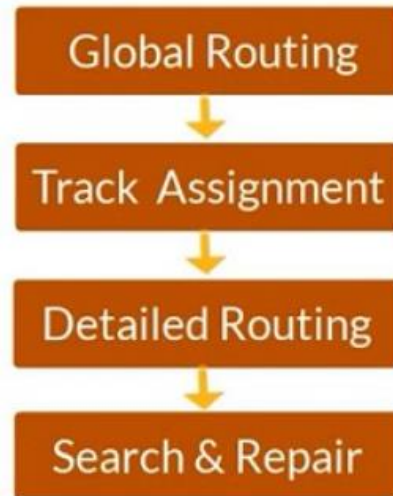 Global Routing
Track Assignment
Detailed Routing
Search & Repair